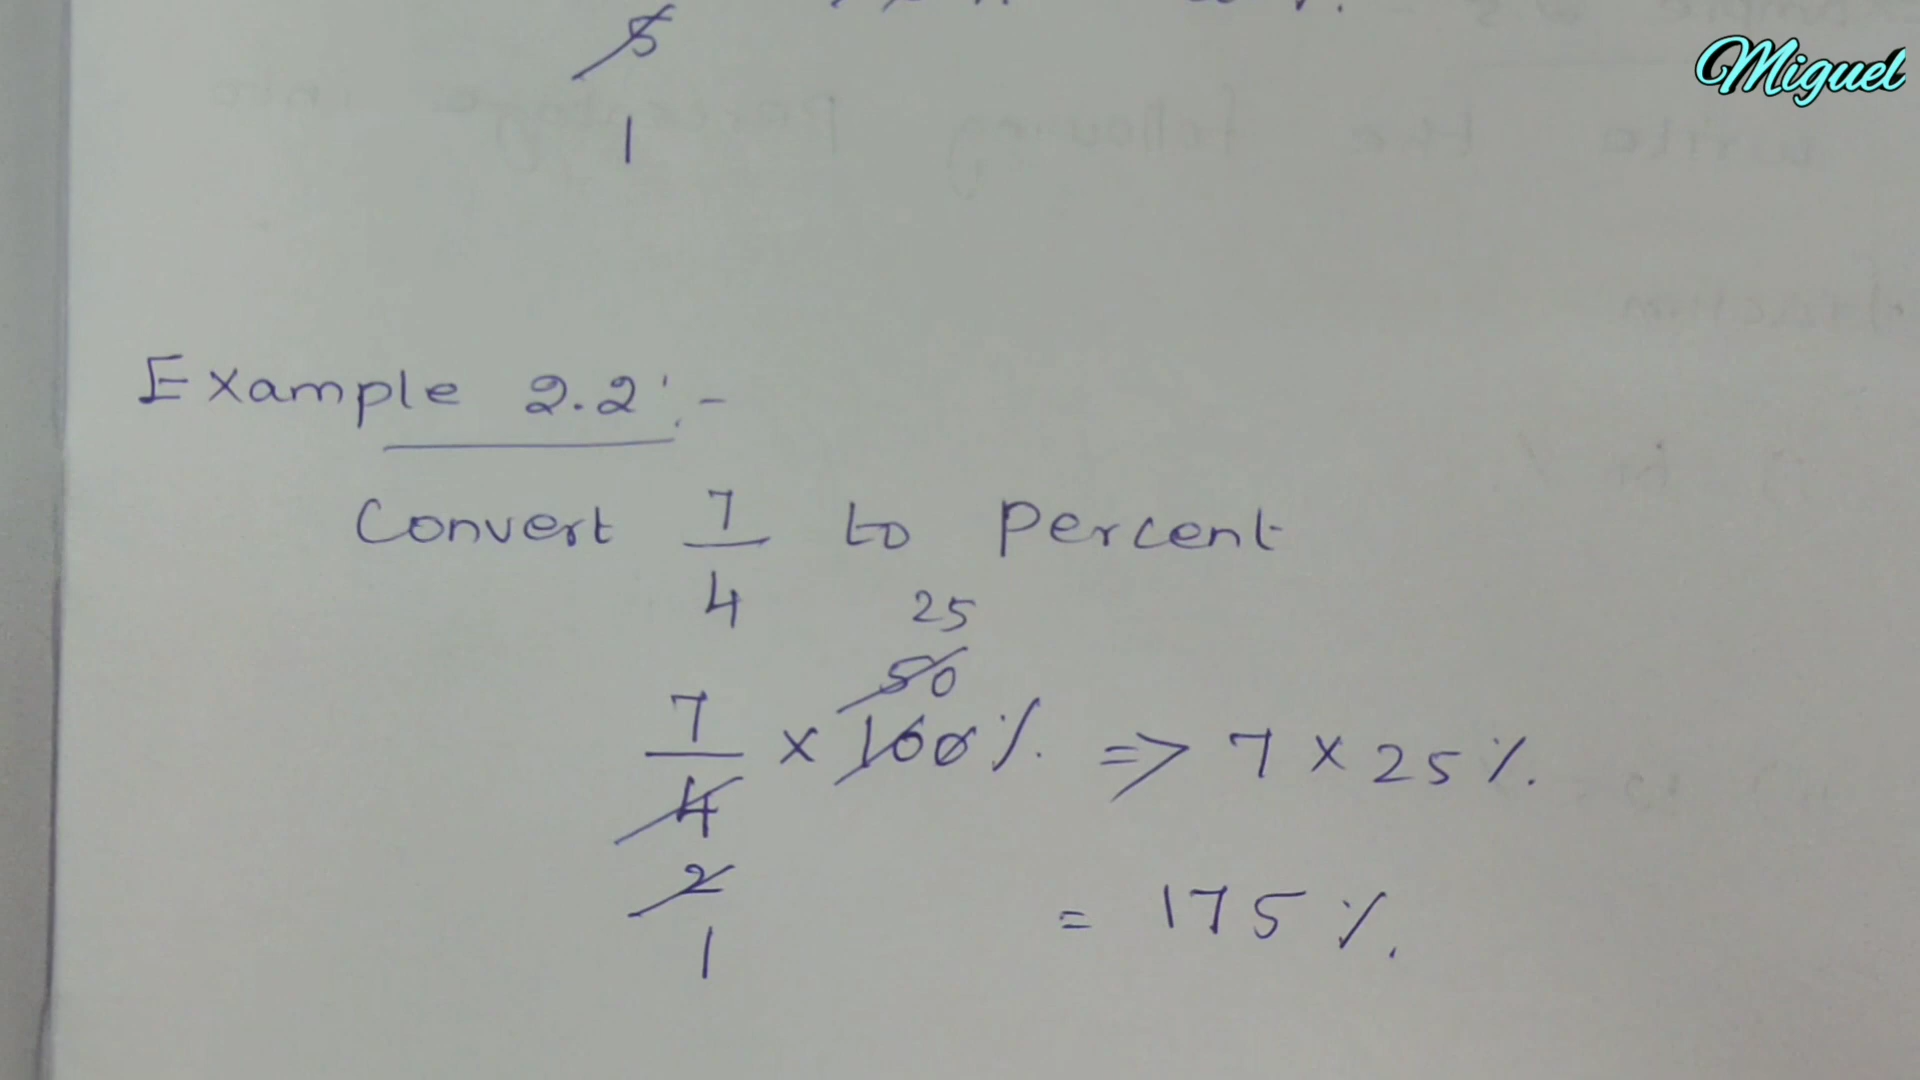 Miguel
5
1
Example 2.2:-
Convert 7/4 to Percent
25
50
7/4 × 100% => 7 × 25%
2
1
= 175%